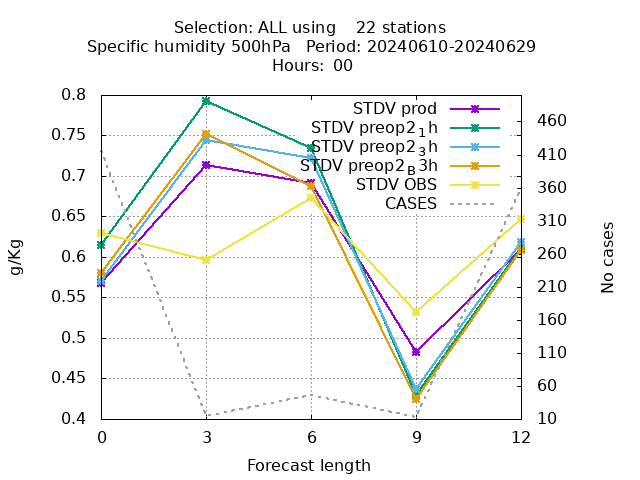 Selection: ALL using    22 stations
Specific humidity 500hPa   Period: 20240610-20240629
Hours:  00
0.8
0.75
0.7
0.65
0.6
0.55
0.5
0.45
0.4
g/Kg
STDV prod
STDV preop2₁h
STDV preop2₃h
STDV preop2_B3h
STDV OBS
CASES
460
410
360
310
260
210
160
110
60
10
No cases
0 3 6 9 12
Forecast length